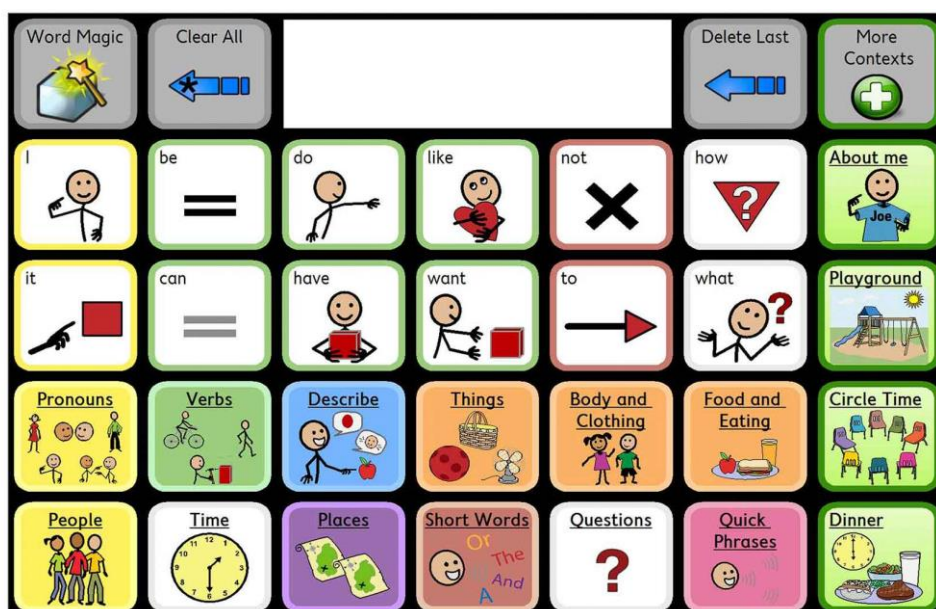 Word Magic
Clear All
Delete Last
More
Contexts
I
be
do
like
not
how
About me
Joe
it
can
have
want
to
what
Playground
Pronouns
Verbs
Describe
Things
Body and
Clothing
Food and
Eating
Circle Time
People
Time
Places
Short Words
Or
The
And
A
Questions
Quick
Phrases
Dinner